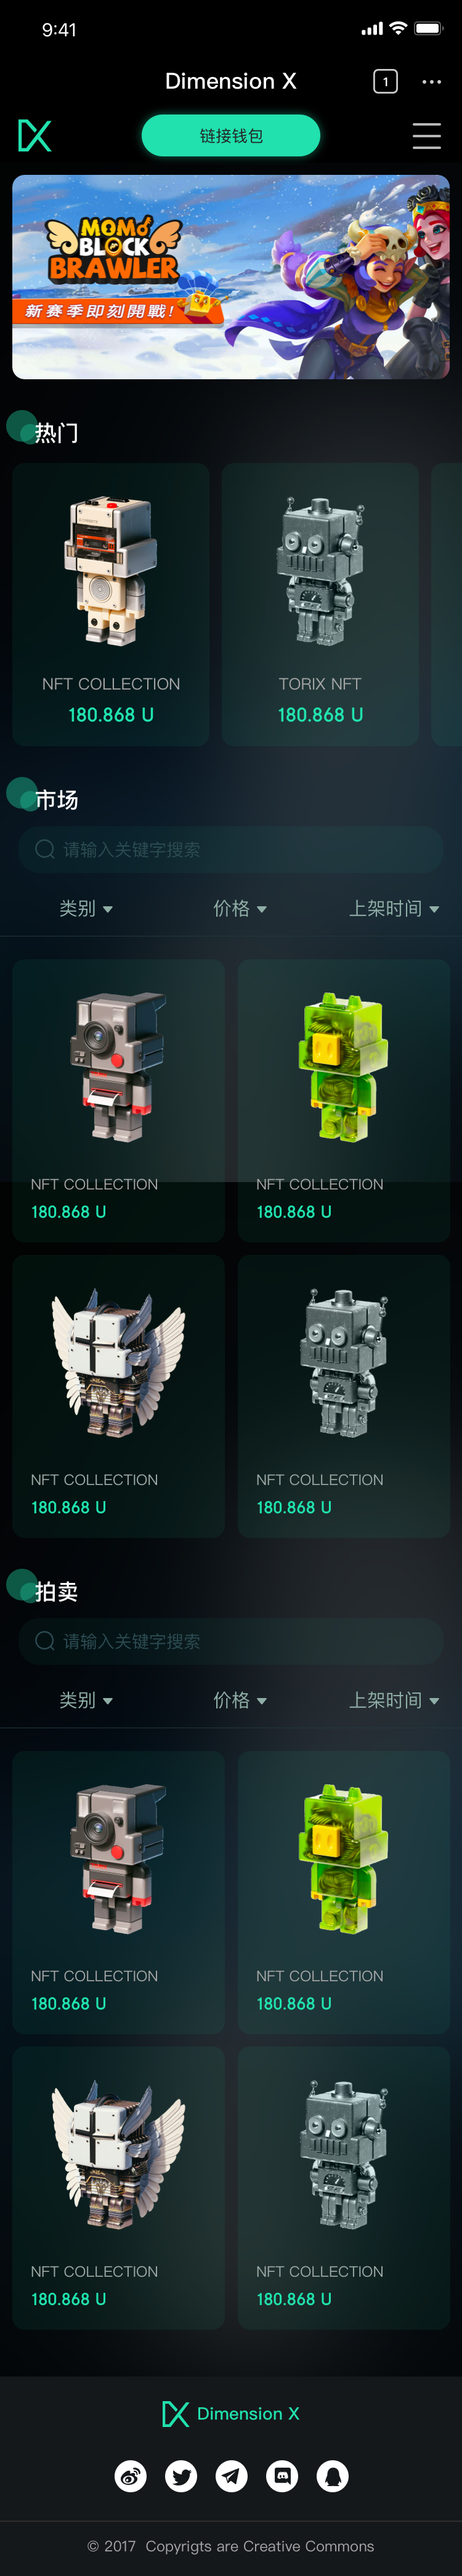 9:41
Dimension X
1
链接钱包
MOMO
BLOCK
BRAWLER
新賽季即刻開戰!
热门
NFT COLLECTION
180.868 U
TORIX NFT
180.868 U
市场
请输入关键字搜索
类别 价格 上架时间
NFT COLLECTION
180.868 U
NFT COLLECTION
180.868 U
NFT COLLECTION
180.868 U
NFT COLLECTION
180.868 U
拍卖
请输入关键字搜索
类别 价格 上架时间
NFT COLLECTION
180.868 U
NFT COLLECTION
180.868 U
NFT COLLECTION
180.868 U
NFT COLLECTION
180.868 U
Dimension X
© 2017 Copyrigts are Creative Commons